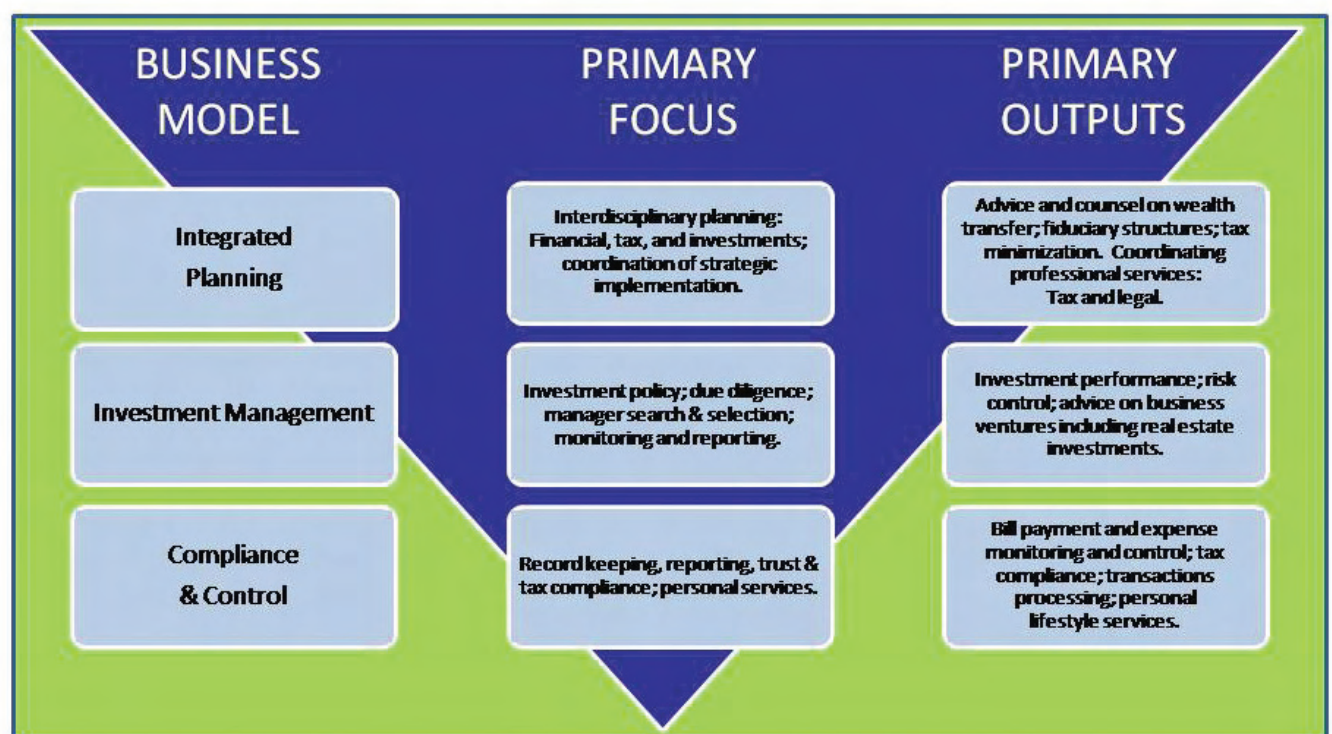 BUSINESS
MODEL
PRIMARY
FOCUS
PRIMARY
OUTPUTS
Integrated
Planning
Interdisciplinary planning:
Financial, tax, and investments;
coordination of strategic
implementation.
Advice and counsel on wealth
transfer; fiduciary structures; tax
minimization. Coordinating
professional services:
Tax and legal.
Investment Management
Investment policy; due diligence;
manager search & selection;
monitoring and reporting.
Investment performance; risk
control; advice on business
ventures including real estate
investments.
Compliance
& Control
Record keeping, reporting, trust &
tax compliance; personal services.
Bill payment and expense
monitoring and control; tax
compliance; transactions
processing; personal
lifestyle services.